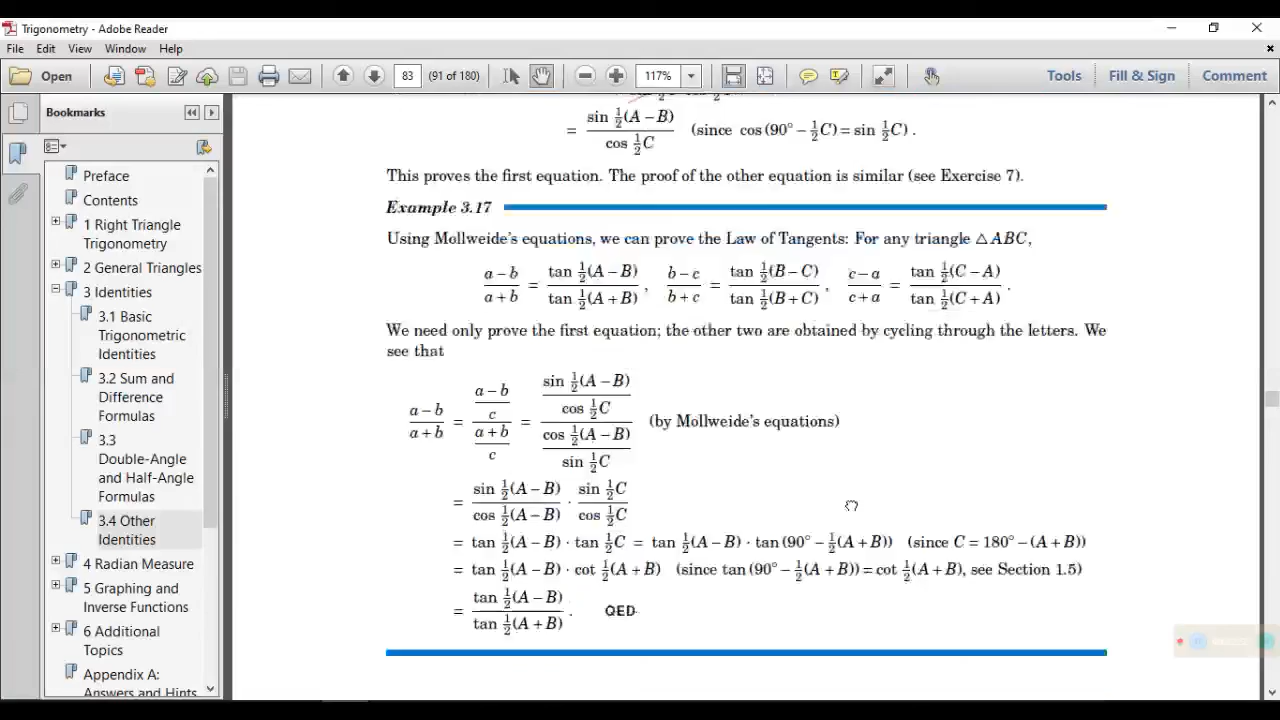 Trigonometry - Adobe Reader
File Edit View Window Help
Open 83 (91 of 180) 117% Tools Fill & Sign Comment
Bookmarks
Preface
Contents
1 Right Triangle
Trigonometry
2 General Triangles
3 Identities
3.1 Basic
Trigonometric
Identities
3.2 Sum and
Difference
Formulas
3.3
Double-Angle
and Half-Angle
Formulas
3.4 Other
Identities
4 Radian Measure
5 Graphing and
Inverse Functions
6 Additional
Topics
Appendix A:
Answers and Hints
= sin ½(A − B) / cos ½C (since cos (90° − ½C) = sin ½C) .
This proves the first equation. The proof of the other equation is similar (see Exercise 7).
Example 3.17
Using Mollweide's equations, we can prove the Law of Tangents: For any triangle △ABC,
(a − b)/(a + b) = tan ½(A − B) / tan ½(A + B) , (b − c)/(b + c) = tan ½(B − C) / tan ½(B + C) , (c − a)/(c + a) = tan ½(C − A) / tan ½(C + A) .
We need only prove the first equation; the other two are obtained by cycling through the letters. We
see that
(a − b)/(a + b) = ((a − b)/c) / ((a + b)/c) = (sin ½(A − B) / cos ½C) / (cos ½(A − B) / sin ½C) (by Mollweide's equations)
= sin ½(A − B) / cos ½(A − B) · sin ½C / cos ½C
= tan ½(A − B) · tan ½C = tan ½(A − B) · tan (90° − ½(A + B)) (since C = 180° − (A + B))
= tan ½(A − B) · cot ½(A + B) (since tan (90° − ½(A + B)) = cot ½(A + B), see Section 1.5)
= tan ½(A − B) / tan ½(A + B) . QED